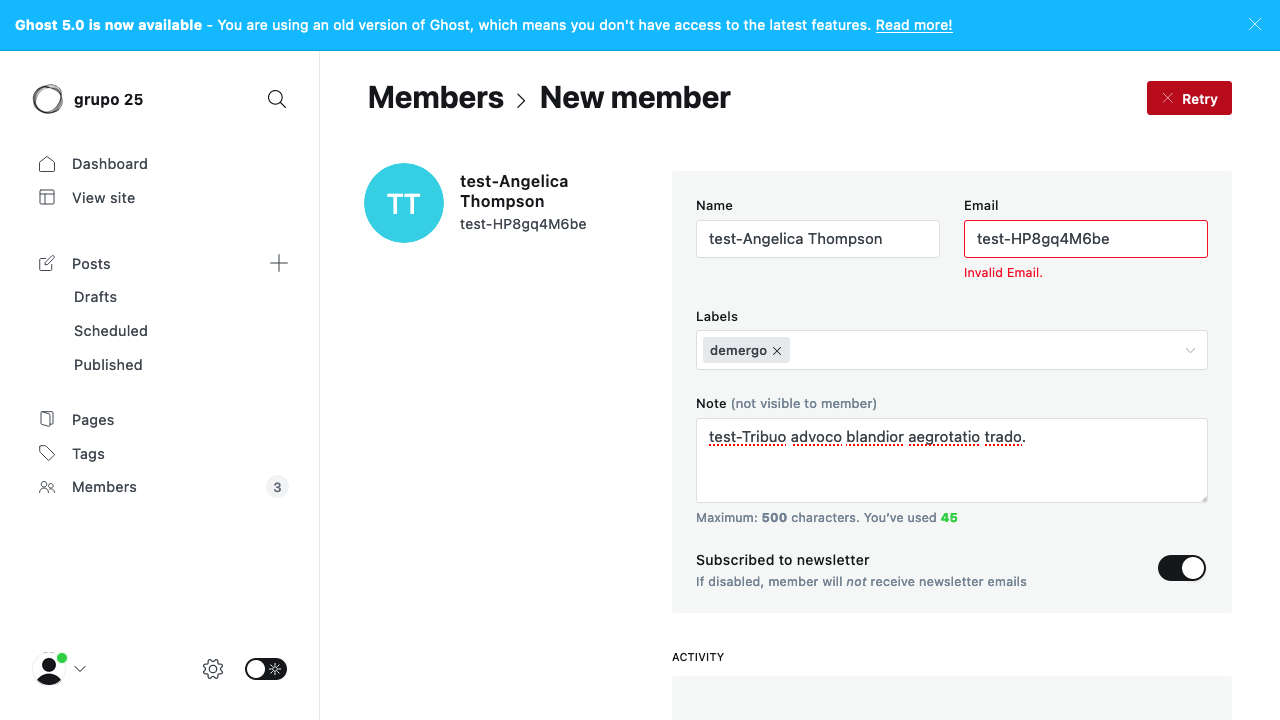 Ghost 5.0 is now available - You are using an old version of Ghost, which means you don't have access to the latest features. Read more!
grupo 25
Dashboard
View site
Posts
Drafts
Scheduled
Published
Pages
Tags
Members 3
Members > New member
Retry
TT
test-Angelica
Thompson
test-HP8gq4M6be
Name
Email
test-Angelica Thompson
test-HP8gq4M6be
Invalid Email.
Labels
demergo
Note (not visible to member)
test-Tribuo advoco blandior aegrotatio trado.
Maximum: 500 characters. You’ve used 45
Subscribed to newsletter
If disabled, member will not receive newsletter emails
ACTIVITY